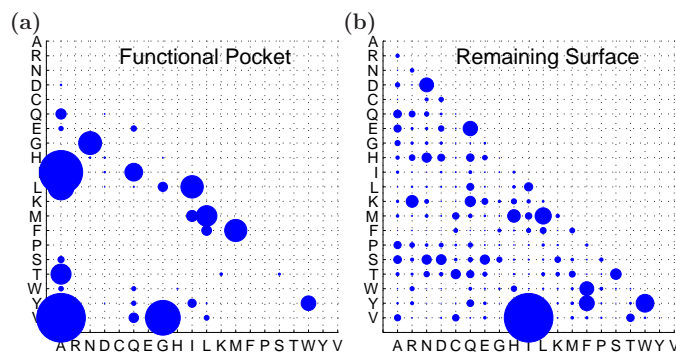 (a)
Functional Pocket
A
R
N
D
C
Q
E
G
H
I
L
K
M
F
P
S
T
W
Y
V
A R N D C Q E G H I L K M F P S T W Y V
(b)
Remaining Surface
A
R
N
D
C
Q
E
G
H
I
L
K
M
F
P
S
T
W
Y
V
A R N D C Q E G H I L K M F P S T W Y V